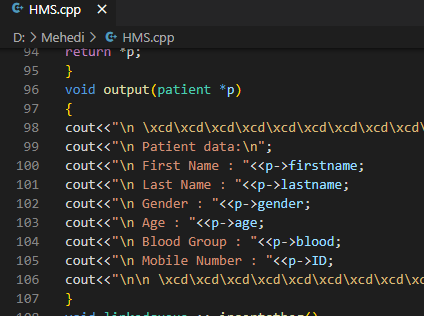 HMS.cpp
D: > Mehedi > HMS.cpp
94 return *p;
95 }
96 void output(patient *p)
97 {
98 cout<<"\n \xcd\xcd\xcd\xcd\xcd\xcd\xcd\xcd\xcd\
99 cout<<"\n Patient data:\n";
100 cout<<"\n First Name : "<<p->firstname;
101 cout<<"\n Last Name : "<<p->lastname;
102 cout<<"\n Gender : "<<p->gender;
103 cout<<"\n Age : "<<p->age;
104 cout<<"\n Blood Group : "<<p->blood;
105 cout<<"\n Mobile Number : "<<p->ID;
106 cout<<"\n\n \xcd\xcd\xcd\xcd\xcd\xcd\xcd\xcd\xc
107 }
108 void linkedqueue :: insertatbeg()